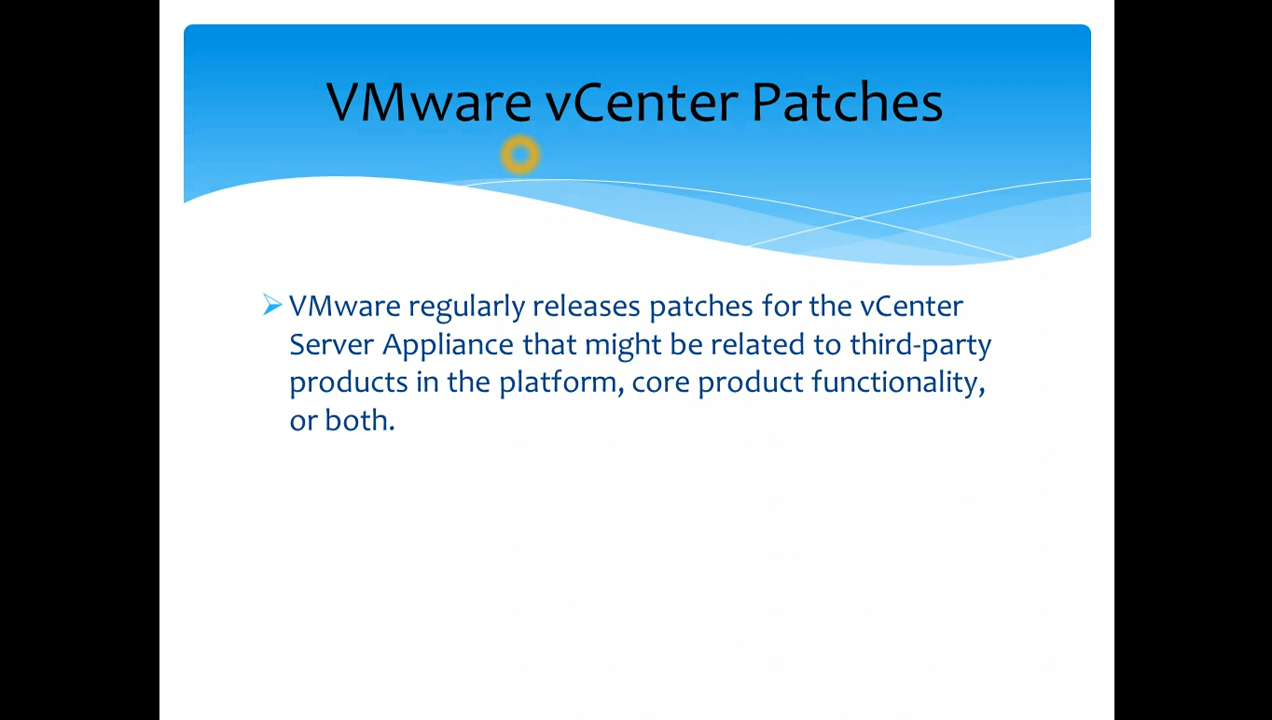 VMware vCenter Patches
VMware regularly releases patches for the vCenter
Server Appliance that might be related to third-party
products in the platform, core product functionality,
or both.